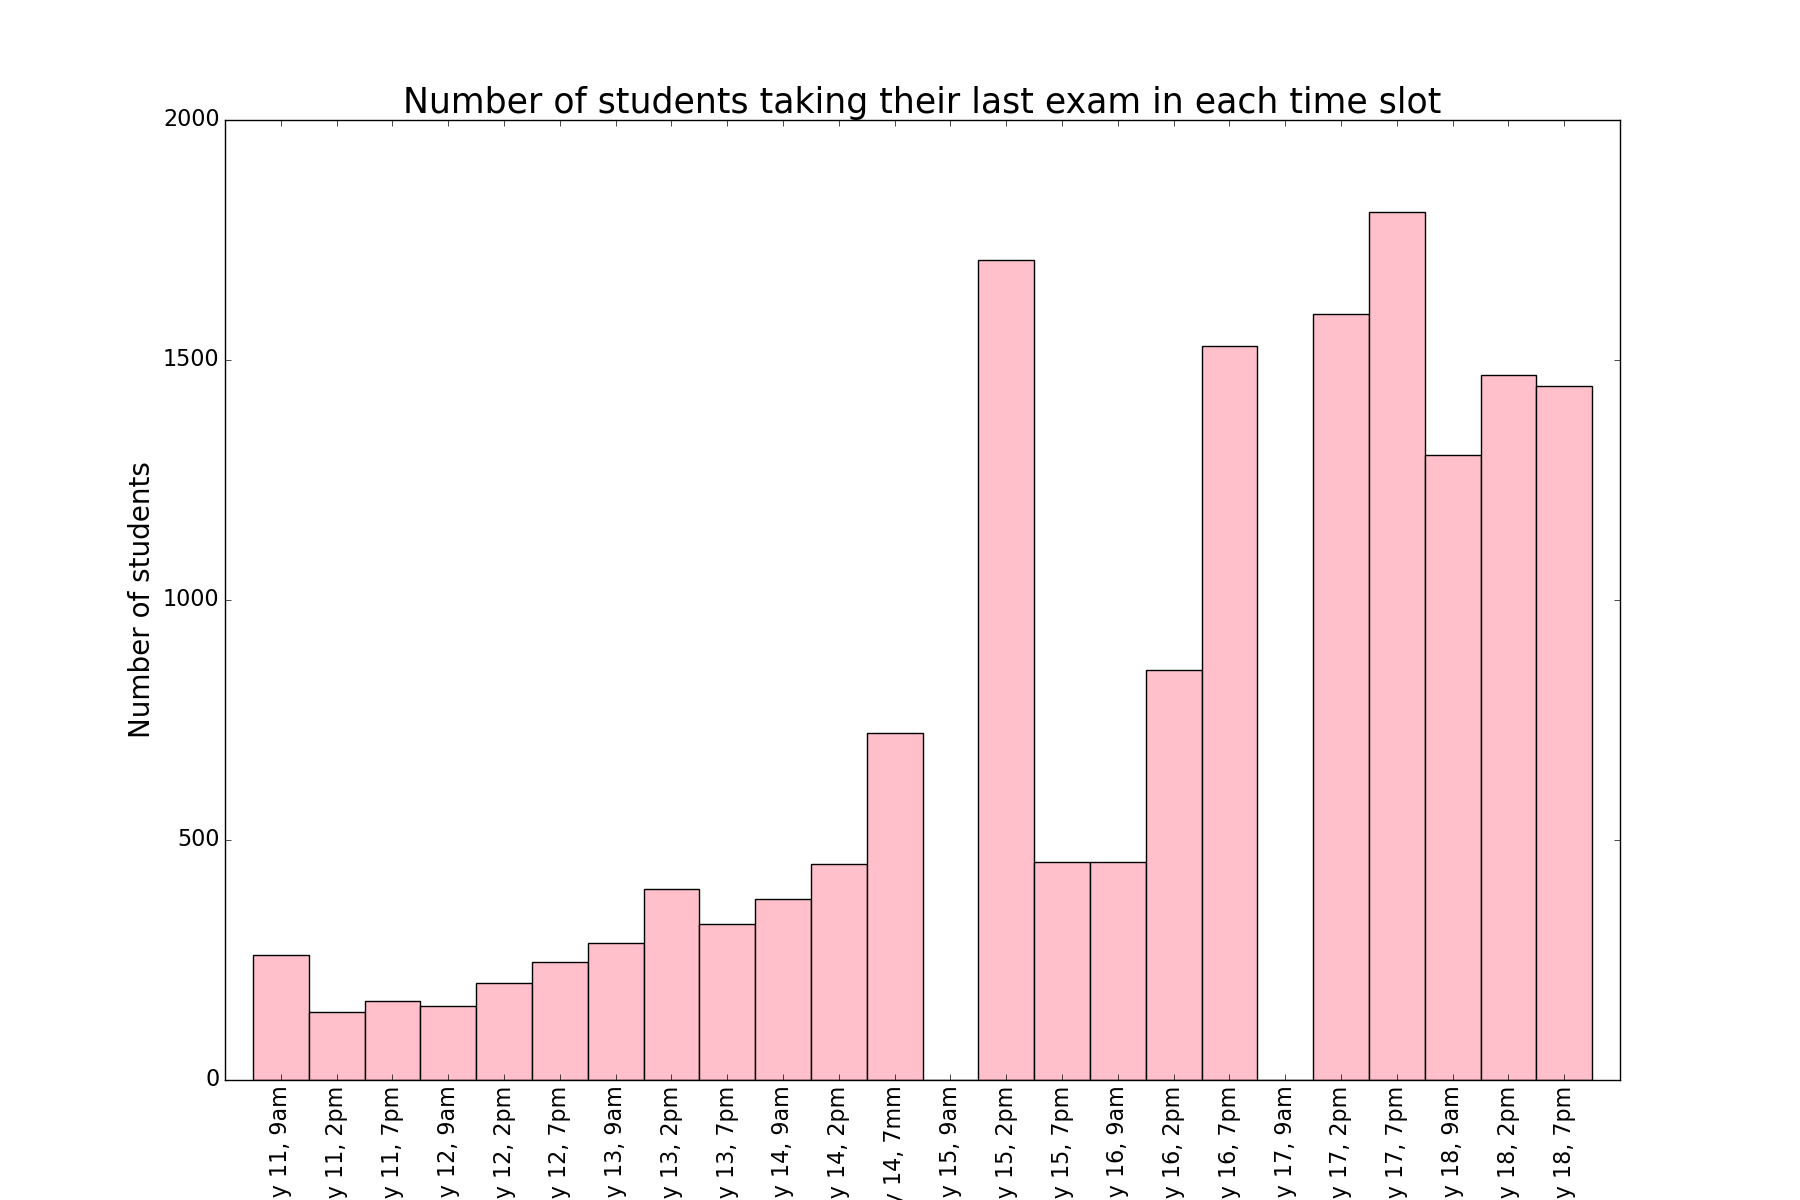 Number of students taking their last exam in each time slot
Number of students
2000
1500
1000
500
0
y 11, 9am
y 11, 2pm
y 11, 7pm
y 12, 9am
y 12, 2pm
y 12, 7pm
y 13, 9am
y 13, 2pm
y 13, 7pm
y 14, 9am
y 14, 2pm
y 14, 7mm
y 15, 9am
y 15, 2pm
y 15, 7pm
y 16, 9am
y 16, 2pm
y 16, 7pm
y 17, 9am
y 17, 2pm
y 17, 7pm
y 18, 9am
y 18, 2pm
y 18, 7pm